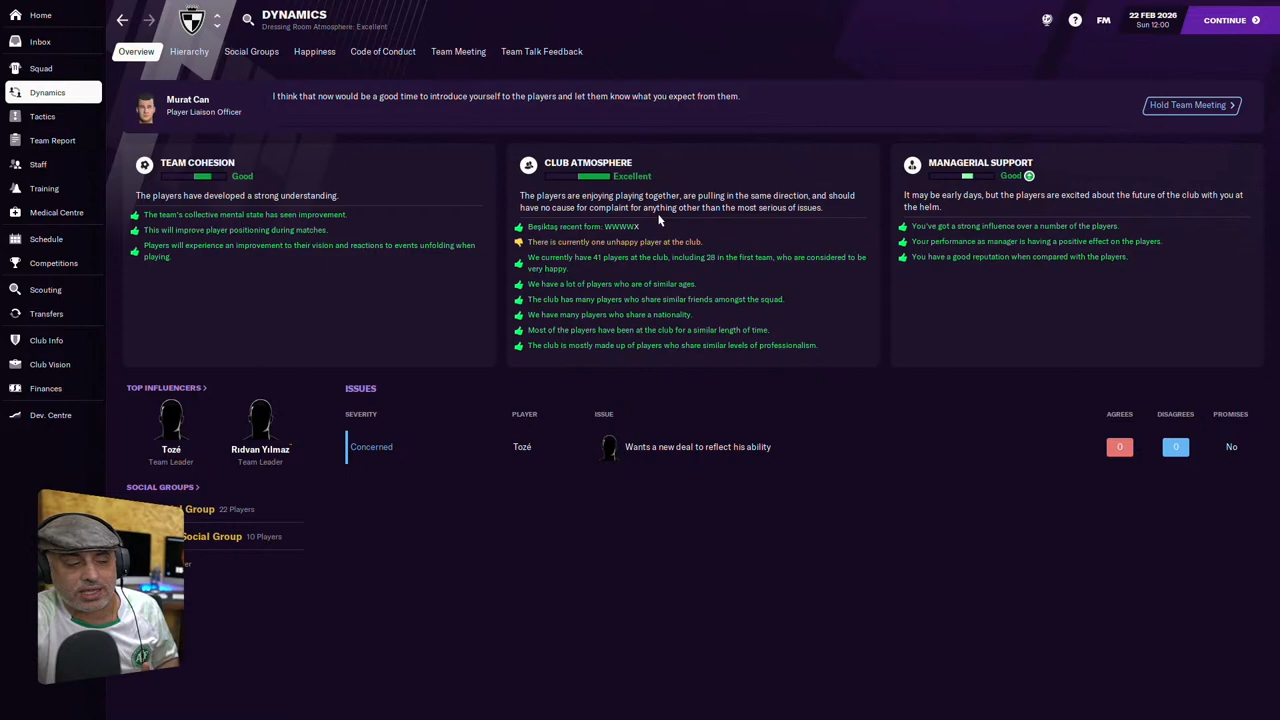 Home
Inbox
Squad
Dynamics
Tactics
Team Report
Staff
Training
Medical Centre
Schedule
Competitions
Scouting
Transfers
Club Info
Club Vision
Finances
Dev. Centre
DYNAMICS
Dressing Room Atmosphere: Excellent
FM
22 FEB 2026
Sun 12:00
CONTINUE
Overview Hierarchy Social Groups Happiness Code of Conduct Team Meeting Team Talk Feedback
Murat Can
Player Liaison Officer
I think that now would be a good time to introduce yourself to the players and let them know what you expect from them.
Hold Team Meeting
TEAM COHESION
Good
The players have developed a strong understanding.
The team's collective mental state has seen improvement.
This will improve player positioning during matches.
Players will experience an improvement to their vision and reactions to events unfolding when
playing.
CLUB ATMOSPHERE
Excellent
The players are enjoying playing together, are pulling in the same direction, and should
have no cause for complaint for anything other than the most serious of issues.
Beşiktaş recent form: WWWWX
There is currently one unhappy player at the club.
We currently have 41 players at the club, including 28 in the first team, who are considered to be
very happy.
We have a lot of players who are of similar ages.
The club has many players who share similar friends amongst the squad.
We have many players who share a nationality.
Most of the players have been at the club for a similar length of time.
The club is mostly made up of players who share similar levels of professionalism.
MANAGERIAL SUPPORT
Good
It may be early days, but the players are excited about the future of the club with you at
the helm.
You've got a strong influence over a number of the players.
Your performance as manager is having a positive effect on the players.
You have a good reputation when compared with the players.
TOP INFLUENCERS
Tozé
Team Leader
Rıdvan Yılmaz
Team Leader
SOCIAL GROUPS
Group 22 Players
Social Group 10 Players
ISSUES
SEVERITY PLAYER ISSUE AGREES DISAGREES PROMISES
Concerned Tozé Wants a new deal to reflect his ability 0 0 No